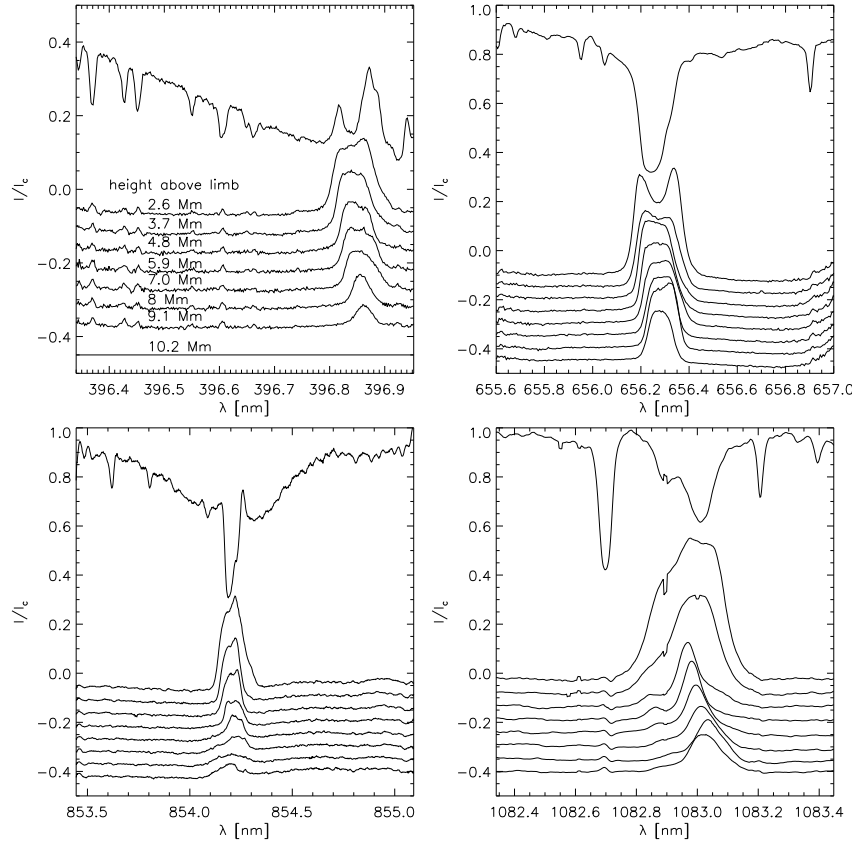 0.4
0.2
0.0
−0.2
−0.4
I/Ic
height above limb
2.6 Mm
3.7 Mm
4.8 Mm
5.9 Mm
7.0 Mm
8 Mm
9.1 Mm
10.2 Mm
396.4 396.5 396.6 396.7 396.8 396.9
λ [nm]
1.0
0.8
0.6
0.4
0.2
0.0
−0.2
−0.4
I/Ic
655.6 655.8 656.0 656.2 656.4 656.6 656.8 657.0
λ [nm]
1.0
0.8
0.6
0.4
0.2
0.0
−0.2
−0.4
I/Ic
853.5 854.0 854.5 855.0
λ [nm]
1.0
0.8
0.6
0.4
0.2
0.0
−0.2
−0.4
I/Ic
1082.4 1082.6 1082.8 1083.0 1083.2 1083.4
λ [nm]